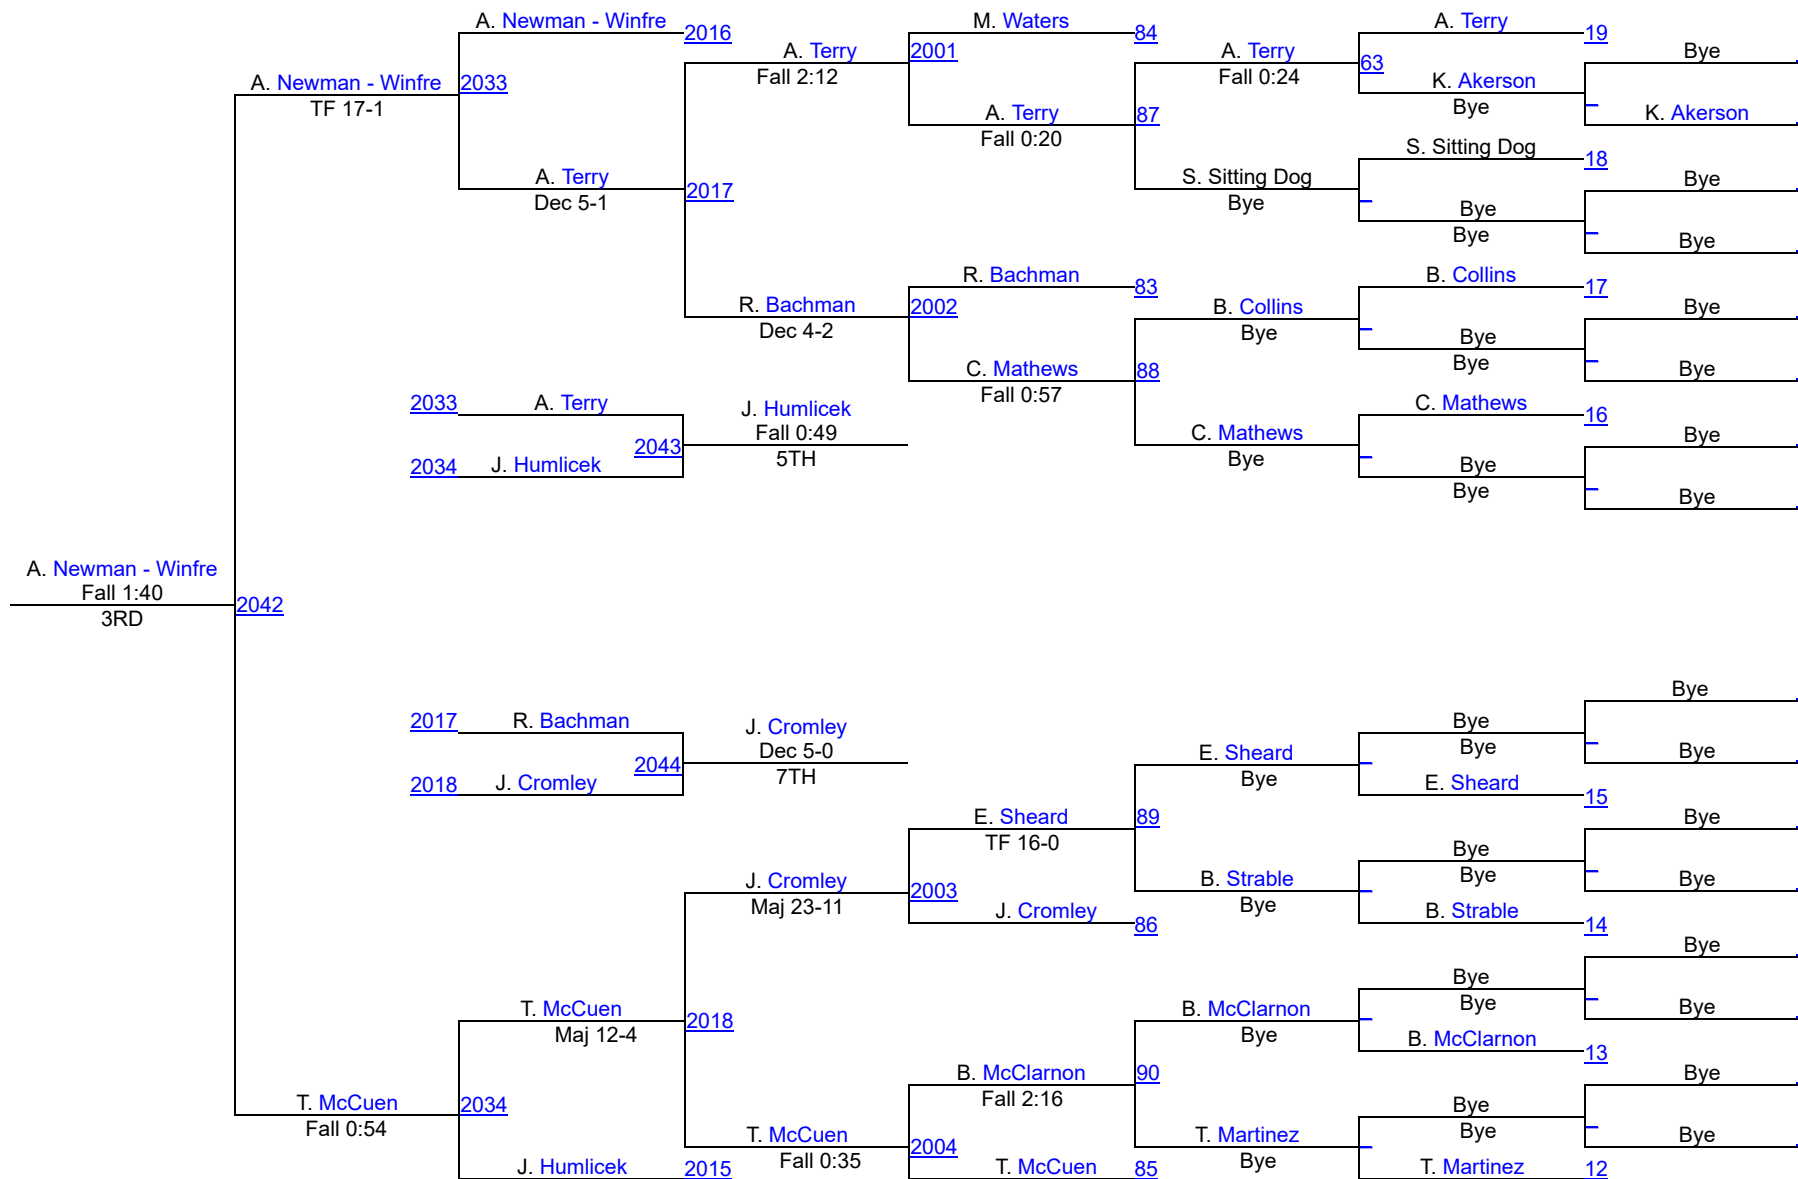 A. Newman - Winfre
2016
M. Waters
84
A. Terry
19
Bye
A. Terry
Fall 2:12
2001
A. Terry
Fall 0:24
63
K. Akerson
Bye
A. Newman - Winfre
TF 17-1
2033
A. Terry
Fall 0:20
87
K. Akerson
S. Sitting Dog
18
Bye
A. Terry
Dec 5-1
2017
S. Sitting Dog
Bye
Bye
Bye
Bye
R. Bachman
83
B. Collins
17
Bye
R. Bachman
Dec 4-2
2002
B. Collins
Bye
Bye
Bye
C. Mathews
Fall 0:57
88
Bye
2033
A. Terry
J. Humlicek
Fall 0:49
5TH
2043
2034
J. Humlicek
C. Mathews
16
Bye
C. Mathews
Bye
Bye
Bye
Bye
A. Newman - Winfre
Fall 1:40
3RD
2042
Bye
2017
R. Bachman
J. Cromley
Dec 5-0
7TH
2044
2018
J. Cromley
Bye
Bye
E. Sheard
Bye
Bye
E. Sheard
15
E. Sheard
TF 16-0
89
Bye
Bye
Bye
J. Cromley
Maj 23-11
2003
B. Strable
Bye
Bye
J. Cromley
86
B. Strable
14
Bye
Bye
Bye
T. McCuen
Maj 12-4
2018
B. McClarnon
Bye
Bye
B. McClarnon
13
B. McClarnon
Fall 2:16
90
Bye
T. McCuen
Fall 0:54
2034
Bye
Bye
T. McCuen
Fall 0:35
2004
T. Martinez
Bye
Bye
J. Humlicek
2015
T. McCuen
85
T. Martinez
12